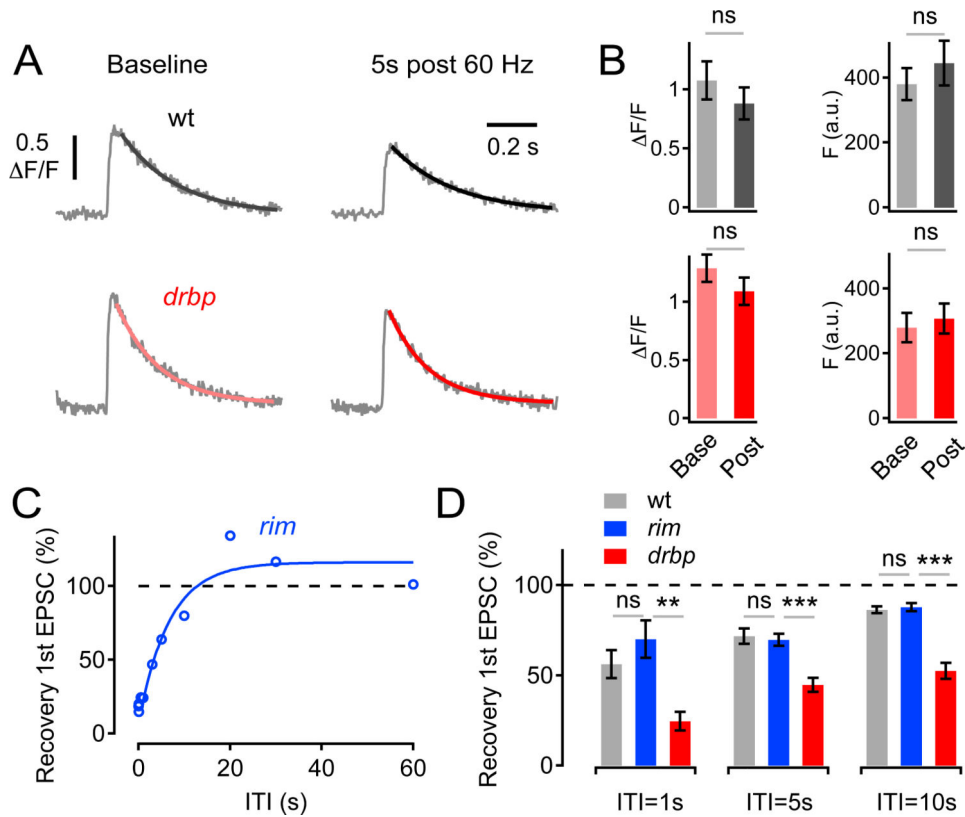 A
Baseline
5s post 60 Hz
wt
0.5
ΔF/F
0.2 s
drbp
B
ns
ΔF/F
1
1
0
ns
F (a.u.)
400
200
0
ns
ΔF/F
1
0.5
0
Base
Post
ns
F (a.u.)
400
200
0
Base
Post
C
rim
Recovery 1st EPSC (%)
100
50
0
0
20
40
60
ITI (s)
D
wt
rim
drbp
Recovery 1st EPSC (%)
100
50
0
ns
**
ns
***
ns
***
ITI=1s
ITI=5s
ITI=10s